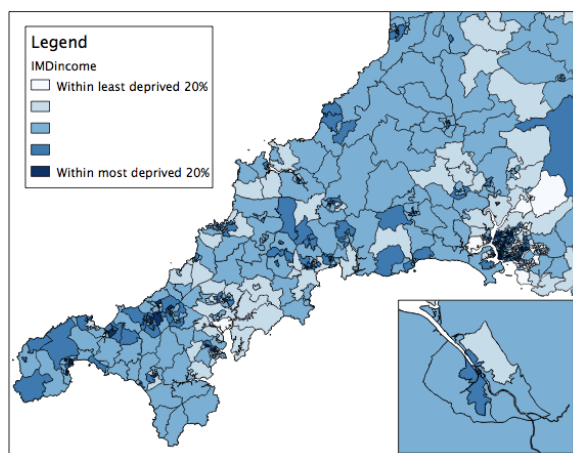 Legend
IMDincome
Within least deprived 20%
Within most deprived 20%